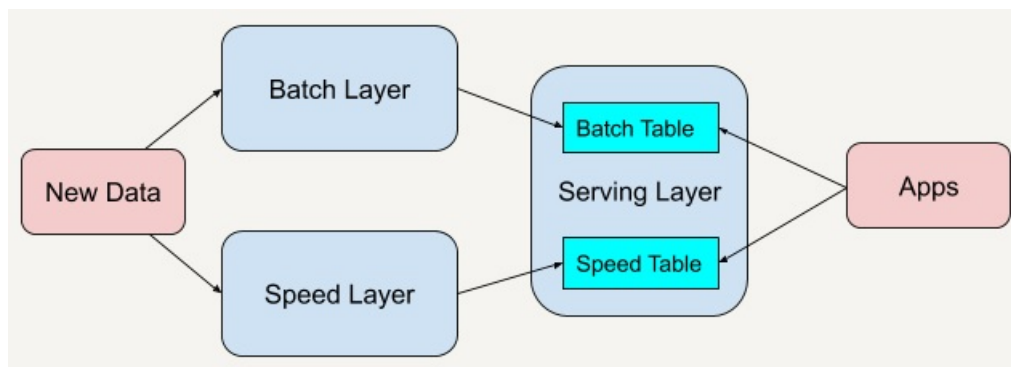 New Data
Batch Layer
Speed Layer
Batch Table
Serving Layer
Speed Table
Apps